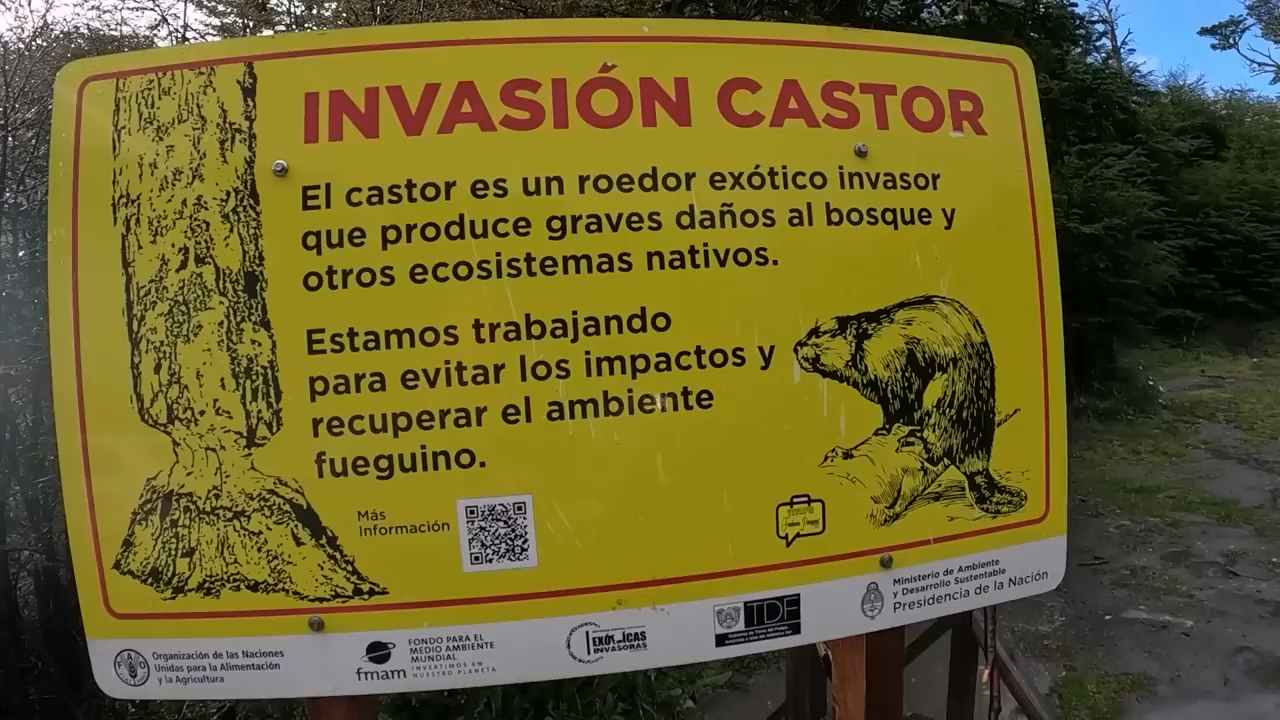 INVASIÓN CASTOR
El castor es un roedor exótico invasor
que produce graves daños al bosque y
otros ecosistemas nativos.
Estamos trabajando
para evitar los impactos y
recuperar el ambiente
fueguino.
Más
Información
FAO
Organización de las Naciones
Unidas para la Alimentación
y la Agricultura
fmam
FONDO PARA EL
MEDIO AMBIENTE
MUNDIAL
INVERTIMOS EN
NUESTRO PLANETA
EXÓTICAS
INVASORAS
TDF
Ministerio de Ambiente
y Desarrollo Sustentable
Presidencia de la Nación